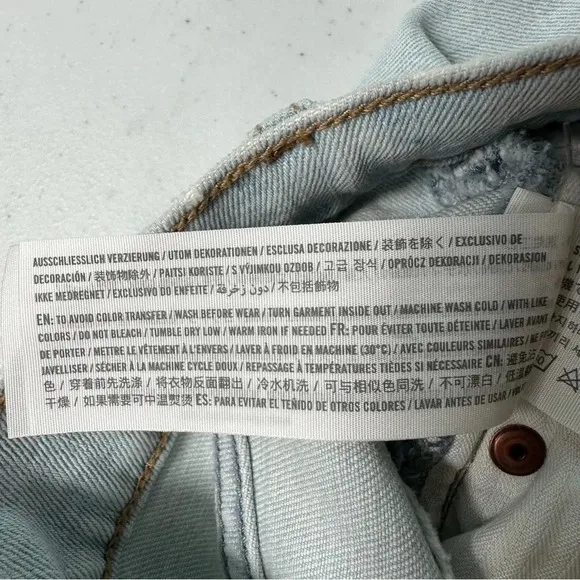 AUSSCHLIESSLICH VERZIERUNG / UTOM DEKORATIONEN / ESCLUSA DECORAZIONE / 装飾を除く / EXCLUSIVO DE
DECORACIÓN / 装饰物除外 / PAITSI KORISTE / S VÝJIMKOU OZDOB / 고급 장식 / OPRÓCZ DEKORACJI / DEKORASJON
IKKE MEDREGNET / EXCLUSIVO DO ENFEITE / دون زخرفة / 不包括飾物
EN: TO AVOID COLOR TRANSFER / WASH BEFORE WEAR / TURN GARMENT INSIDE OUT / MACHINE WASH COLD / WITH LIKE
COLORS / DO NOT BLEACH / TUMBLE DRY LOW / WARM IRON IF NEEDED FR: POUR ÉVITER TOUTE DÉTEINTE / LAVER AVANT
DE PORTER / METTRE LE VÊTEMENT À L'ENVERS / LAVER À FROID EN MACHINE (30°C) / AVEC COULEURS SIMILAIRES /
JAVELLISER / SÉCHER À LA MACHINE CYCLE DOUX / REPASSAGE À TEMPÉRATURES TIÈDES SI NÉCESSAIRE CN: 避免
色 / 穿着前先洗涤 / 将衣物反面翻出 / 冷水机洗 / 可与相似色同洗 / 不可漂白 / 低温
干燥 / 如果需要可中温熨烫 ES: PARA EVITAR EL TEÑIDO DE OTROS COLORES / LAVAR ANTES DE USAR /